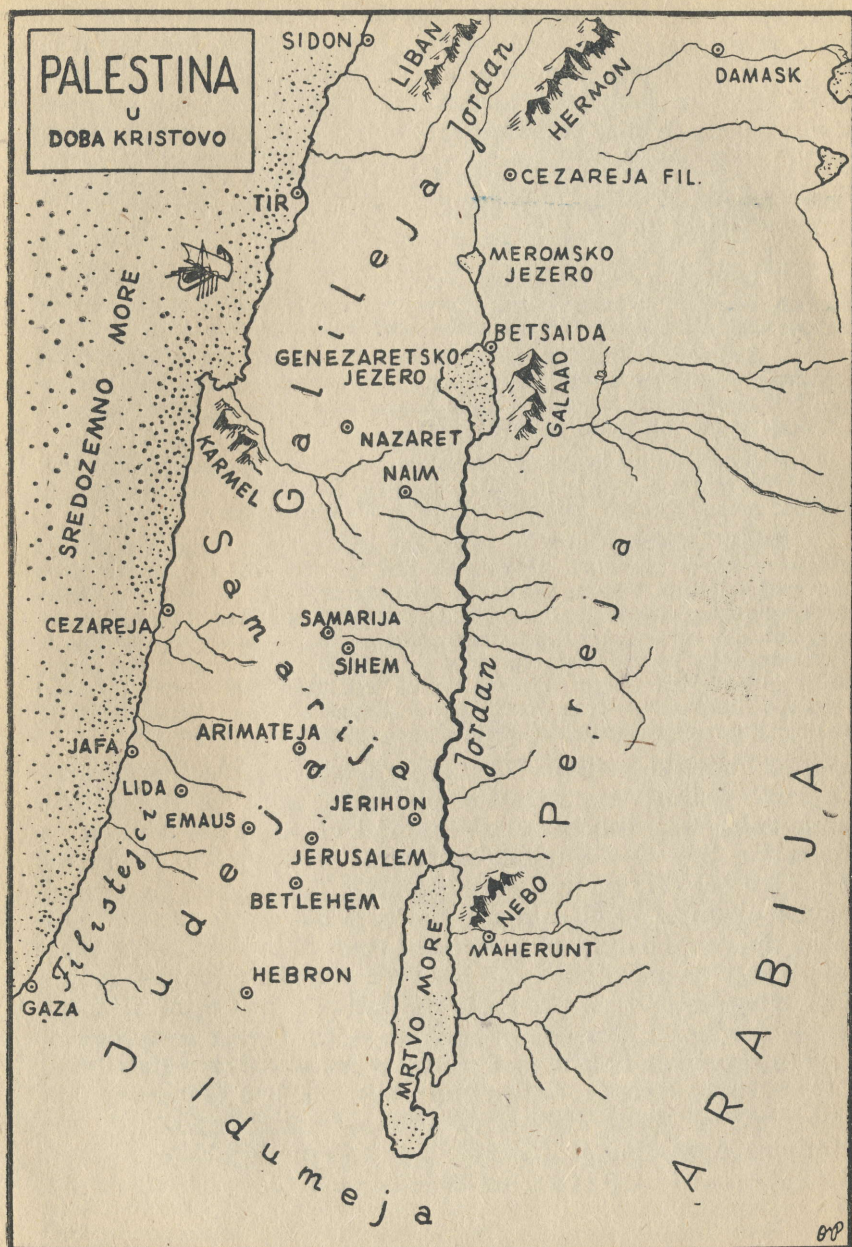 PALESTINA
U
DOBA KRISTOVO
SIDON
LIBAN
Jordan
HERMON
DAMASK
CEZAREJA FIL.
TIR
MEROMSKO
JEZERO
SREDOZEMNO MORE
Galileja
BETSAIDA
GENEZARETSKO
JEZERO
GALAAD
KARMEL
NAZARET
NAIM
Samarija
Pereja
CEZAREJA
SAMARIJA
SIHEM
Jordan
ARIMATEJA
JAFA
LIDA
JERIHON
EMAUS
JERUSALEM
Judejaja
BETLEHEM
Filistejci
NEBO
MAHERUNT
MRTVO MORE
HEBRON
GAZA
ARABIJA
Idumeja